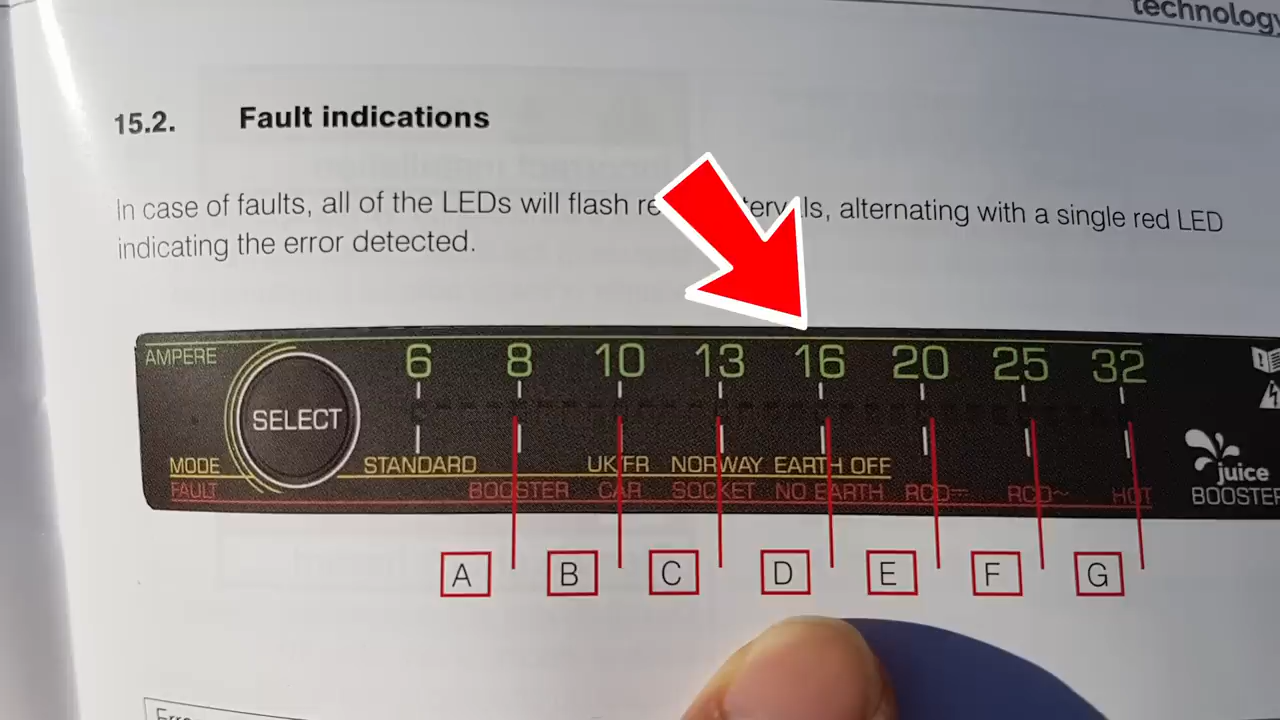 technology
15.2. Fault indications
In case of faults, all of the LEDs will flash alternating with a single red LED
indicating the error detected.
AMPERE 6 8 10 13 16 20 25 32
SELECT
MODE STANDARD UK/FR NORWAY EARTH OFF
FAULT BOOSTER CAR SOCKET NO EARTH RCD⎓ RCD~ HOT
juice
BOOSTER
A B C D E F G